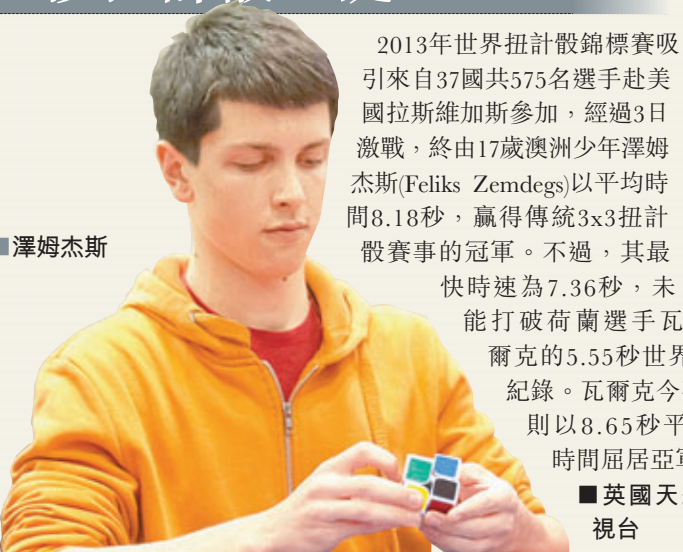 2013年世界扭計骰錦標賽吸
引來自37國共575名選手赴美
國拉斯維加斯參加，經過3日
激戰，終由17歲澳洲少年澤姆
杰斯(Feliks Zemdegs)以平均時
間8.18秒，贏得傳統3x3扭計
骰賽事的冠軍。不過，其最
快時速為7.36秒，未
能打破荷蘭選手瓦
爾克的5.55秒世界
紀錄。瓦爾克今
則以8.65秒平
時間屈居亞軍
■英國天
視台
■澤姆杰斯